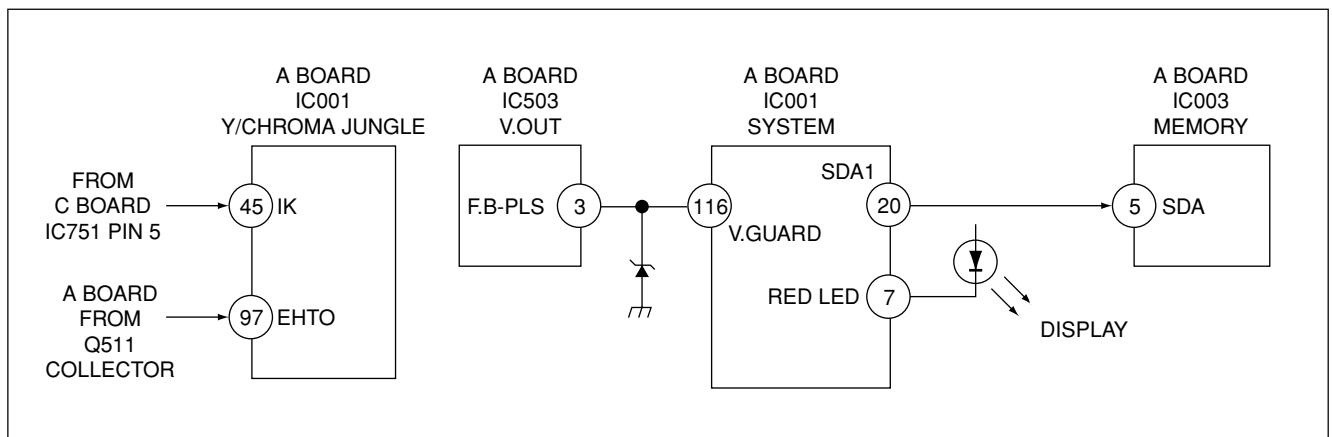 A BOARD
IC001
Y/CHROMA JUNGLE
FROM
C BOARD
IC751 PIN 5
45
IK
A BOARD
FROM
Q511
COLLECTOR
97
EHTO
A BOARD
IC503
V.OUT
F.B-PLS
3
A BOARD
IC001
SYSTEM
116
V.GUARD
SDA1
20
RED LED
7
DISPLAY
A BOARD
IC003
MEMORY
5
SDA